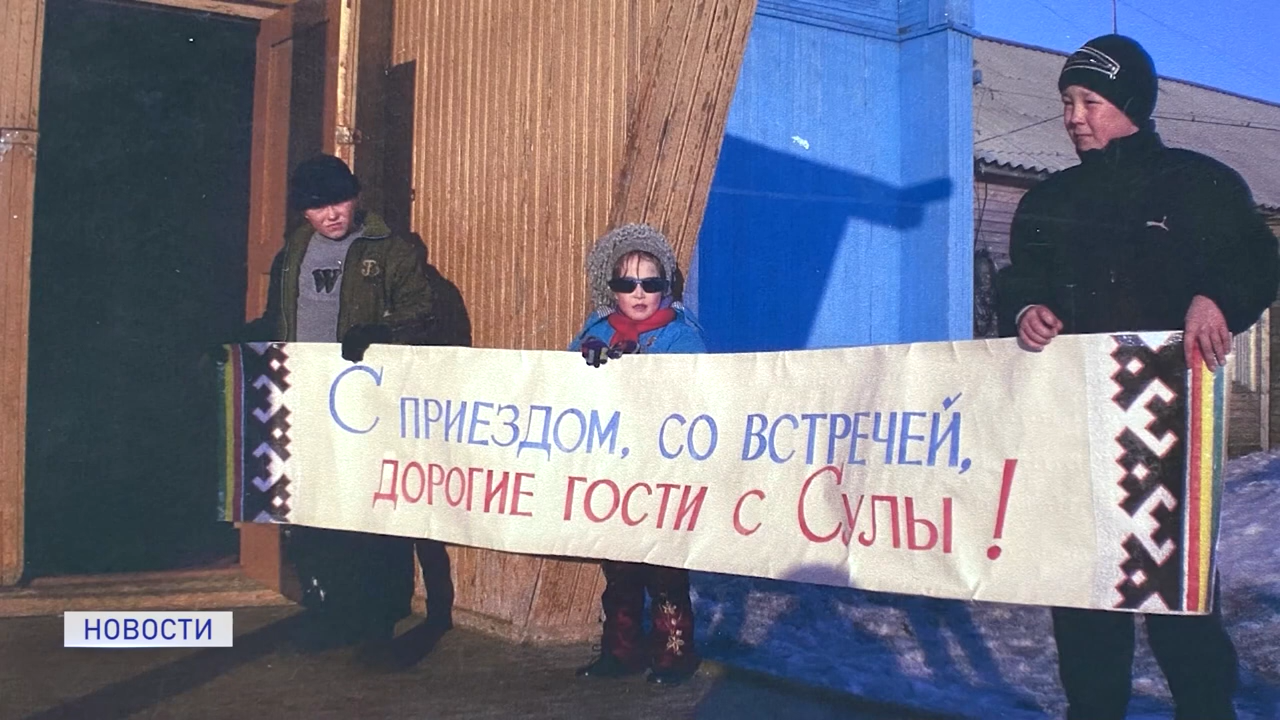 С ПРИЕЗДОМ, СО ВСТРЕЧЕЙ,
ДОРОГИЕ ГОСТИ С СУЛЫ!
W
НОВОСТИ